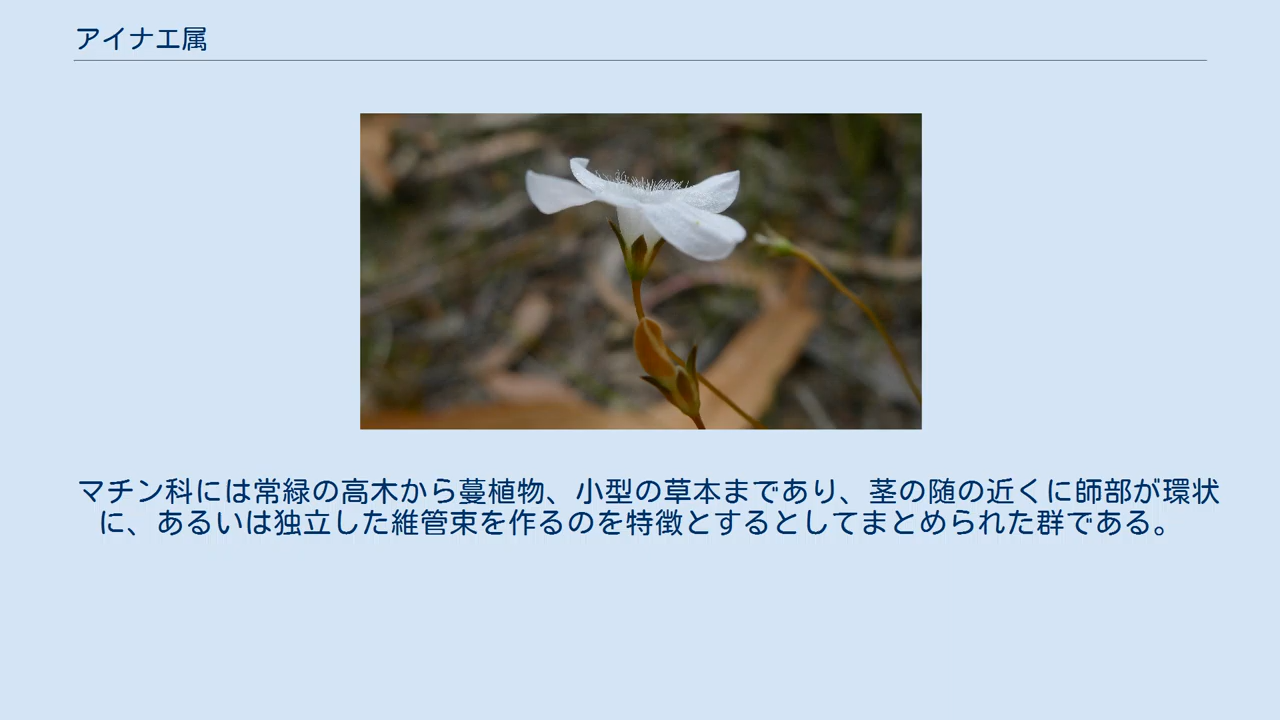 アイナエ属
マチン科には常緑の高木から蔓植物、小型の草本まであり、茎の随の近くに師部が環状
に、あるいは独立した維管束を作るのを特徴とするとしてまとめられた群である。